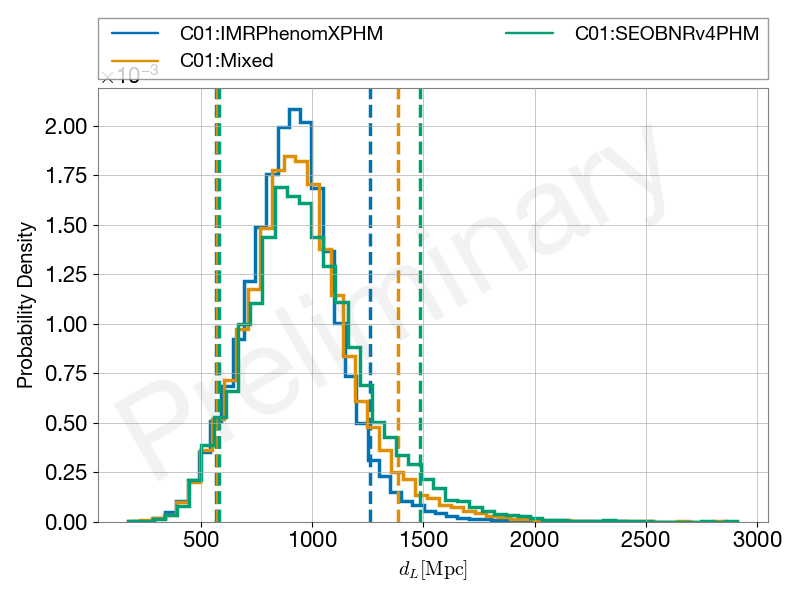 C01:IMRPhenomXPHM C01:SEOBNRv4PHM
C01:Mixed
×10⁻³
2.00
1.75
1.50
1.25
1.00
0.75
0.50
0.25
0.00
Probability Density
Preliminary
500 1000 1500 2000 2500 3000
d_L[Mpc]